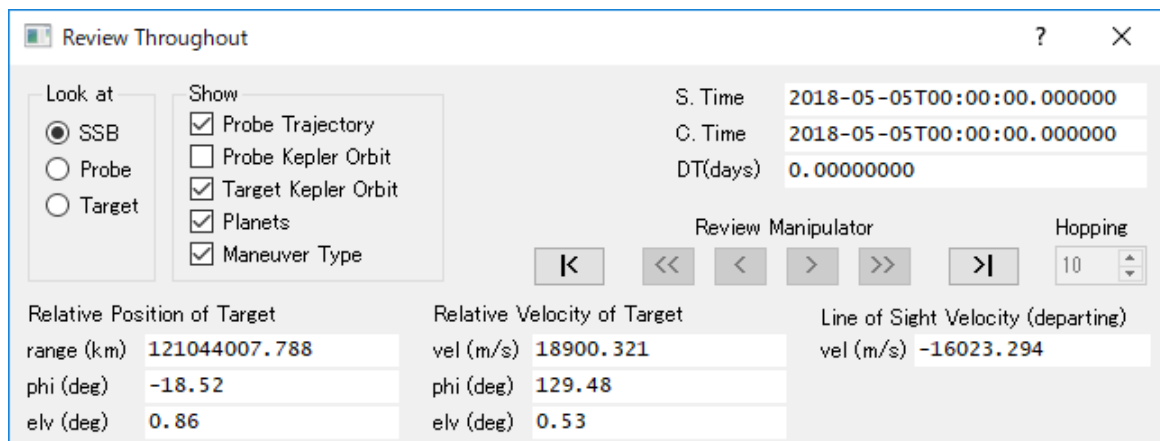 Review Throughout
? ×
Look at
SSB
Probe
Target
Show
Probe Trajectory
Probe Kepler Orbit
Target Kepler Orbit
Planets
Maneuver Type
S. Time 2018-05-05T00:00:00.000000
C. Time 2018-05-05T00:00:00.000000
DT(days) 0.00000000
Review Manipulator
Hopping
|< << < > >> >| 10
Relative Position of Target
range (km) 121044007.788
phi (deg) -18.52
elv (deg) 0.86
Relative Velocity of Target
vel (m/s) 18900.321
phi (deg) 129.48
elv (deg) 0.53
Line of Sight Velocity (departing)
vel (m/s) -16023.294